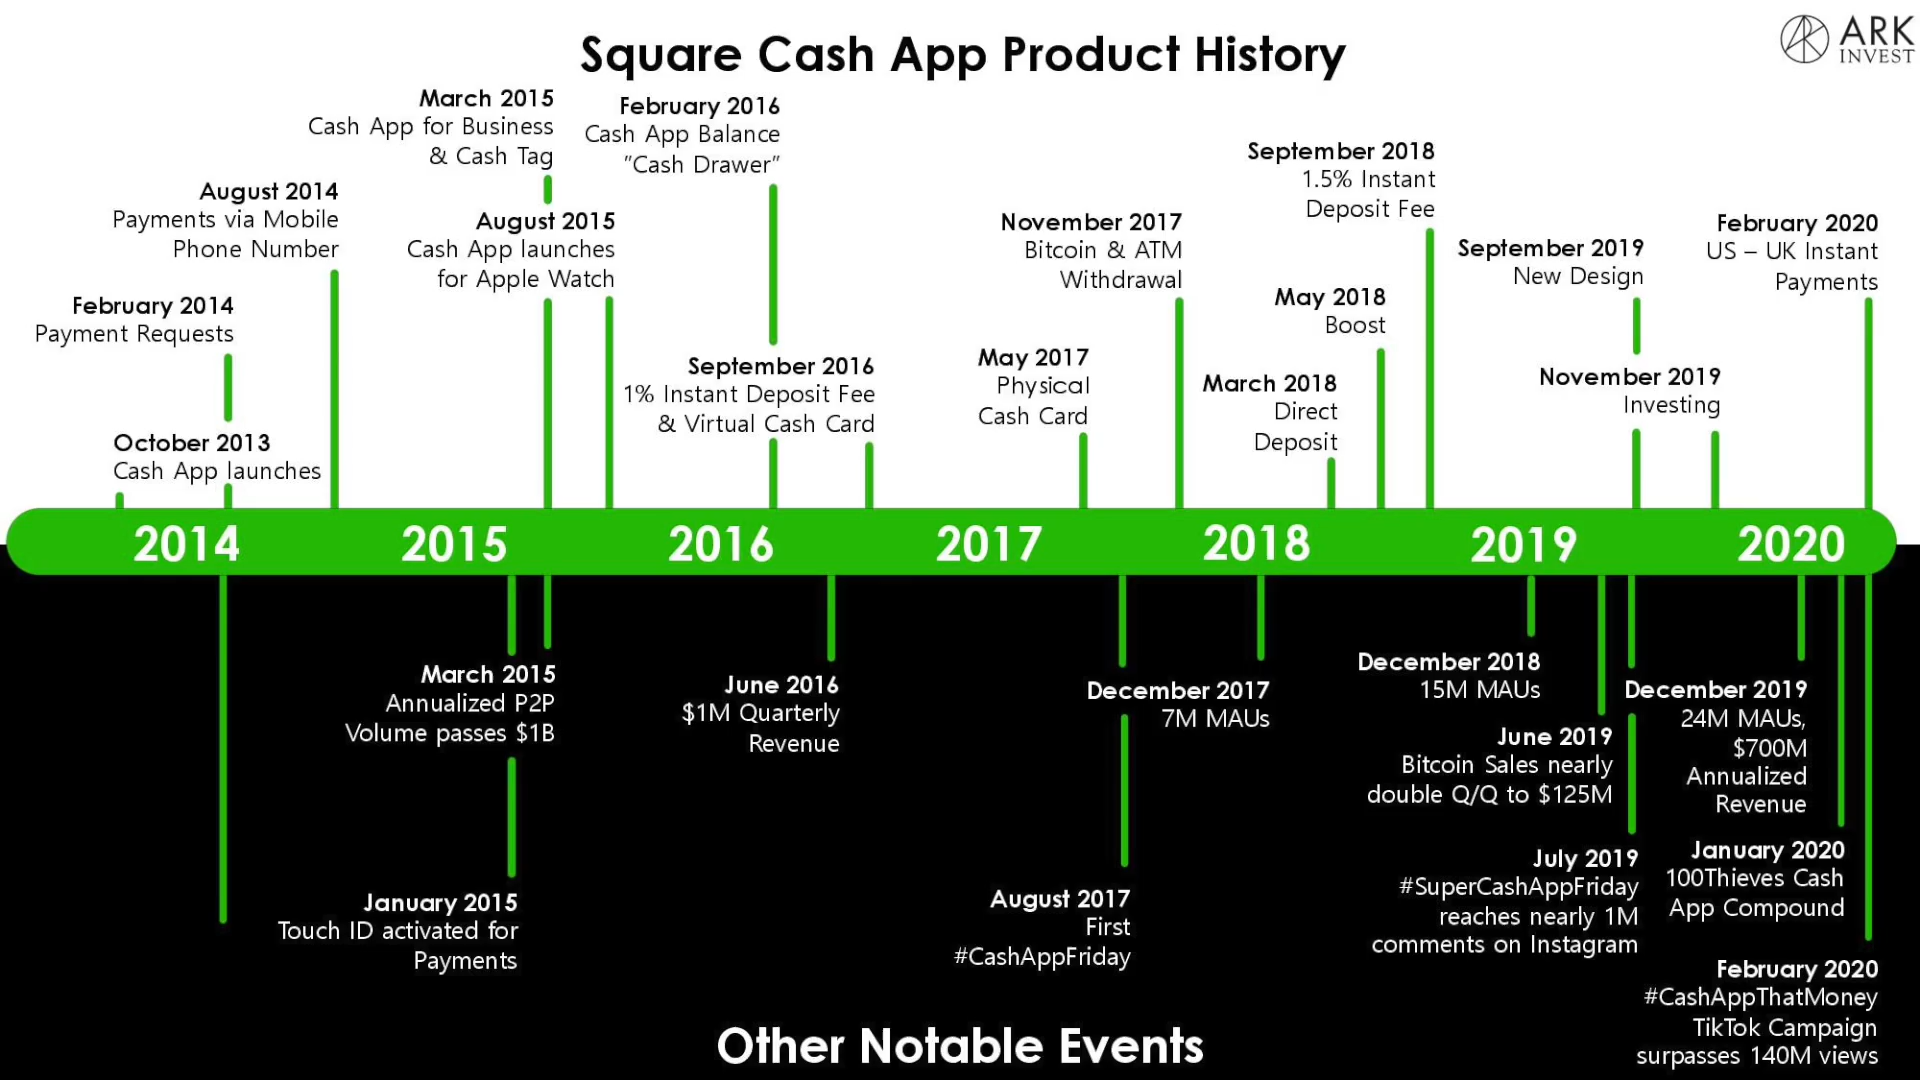 Square Cash App Product History
ARK
INVEST
October 2013
Cash App launches
February 2014
Payment Requests
August 2014
Payments via Mobile
Phone Number
March 2015
Cash App for Business
& Cash Tag
August 2015
Cash App launches
for Apple Watch
February 2016
Cash App Balance
"Cash Drawer"
September 2016
1% Instant Deposit Fee
& Virtual Cash Card
May 2017
Physical
Cash Card
November 2017
Bitcoin & ATM
Withdrawal
March 2018
Direct
Deposit
May 2018
Boost
September 2018
1.5% Instant
Deposit Fee
September 2019
New Design
November 2019
Investing
February 2020
US – UK Instant
Payments
2014 2015 2016 2017 2018 2019 2020
January 2015
Touch ID activated for
Payments
March 2015
Annualized P2P
Volume passes $1B
June 2016
$1M Quarterly
Revenue
August 2017
First
#CashAppFriday
December 2017
7M MAUs
December 2018
15M MAUs
June 2019
Bitcoin Sales nearly
double Q/Q to $125M
July 2019
#SuperCashAppFriday
reaches nearly 1M
comments on Instagram
December 2019
24M MAUs,
$700M
Annualized
Revenue
January 2020
100Thieves Cash
App Compound
February 2020
#CashAppThatMoney
TikTok Campaign
surpasses 140M views
Other Notable Events